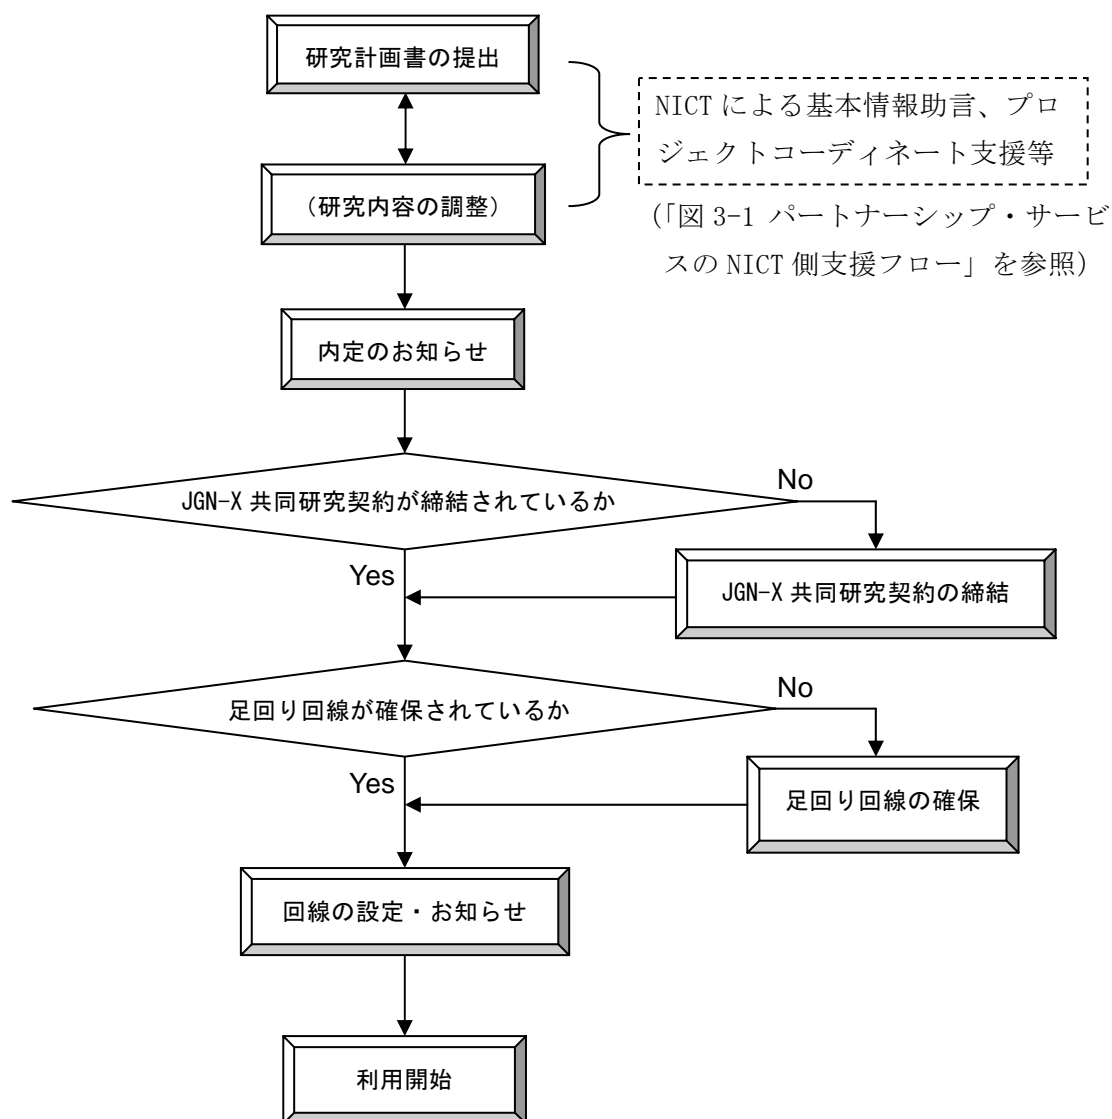 研究計画書の提出
NICT による基本情報助言、プロ
ジェクトコーディネート支援等
(研究内容の調整)
(「図 3-1 パートナーシップ・サービ
スの NICT 側支援フロー」を参照)
内定のお知らせ
JGN-X 共同研究契約が締結されているか
No
Yes
JGN-X 共同研究契約の締結
足回り回線が確保されているか
No
Yes
足回り回線の確保
回線の設定・お知らせ
利用開始